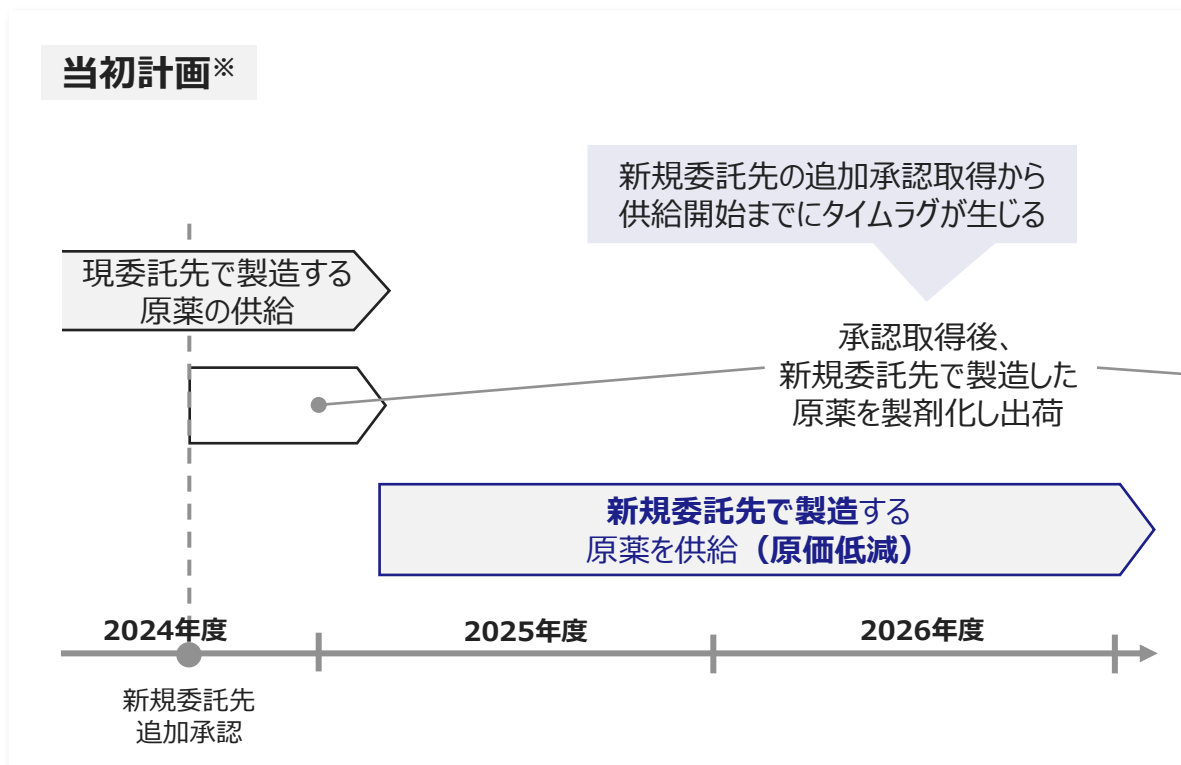 当初計画※
新規委託先の追加承認取得から
供給開始までにタイムラグが生じる
現委託先で製造する
原薬の供給
承認取得後、
新規委託先で製造した
原薬を製剤化し出荷
新規委託先で製造する
原薬を供給（原価低減）
2024年度
2025年度
2026年度
新規委託先
追加承認